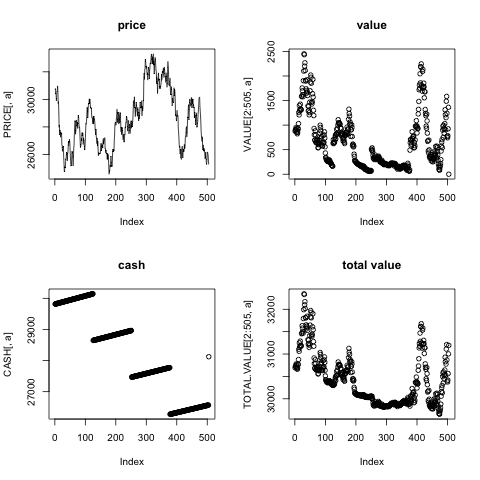 price
PRICE[, a]
26000 30000
0 100 200 300 400 500
Index
value
VALUE[2:505, a]
0 500 1500 2500
0 100 200 300 400 500
Index
cash
CASH[, a]
27000 29000
0 100 200 300 400 500
Index
total value
TOTAL.VALUE[2:505, a]
30000 31000 32000
0 100 200 300 400 500
Index